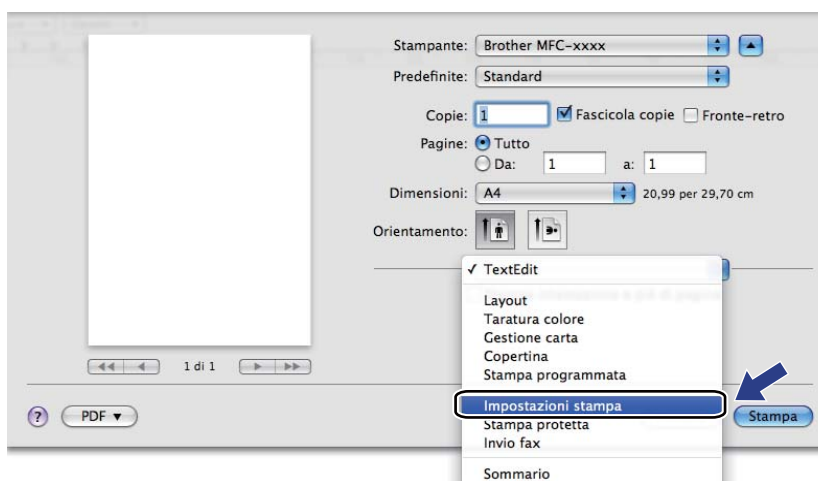 Stampante: Brother MFC-xxxx
Predefinite: Standard
Copie: 1 Fascicola copie Fronte-retro
Pagine: Tutto
Da: 1 a: 1
Dimensioni: A4 20,99 per 29,70 cm
Orientamento:
✓ TextEdit
Layout
Taratura colore
Gestione carta
Copertina
Stampa programmata
Impostazioni stampa
Stampa protetta
Invio fax
Sommario
1 di 1
? PDF ▼ Stampa